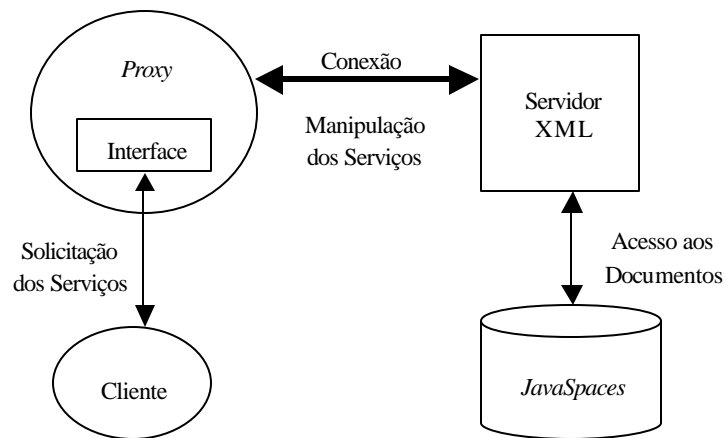 Proxy
Conexão
Servidor
XML
Interface
Manipulação
dos Serviços
Solicitação
dos Serviços
Acesso aos
Documentos
Cliente
JavaSpaces